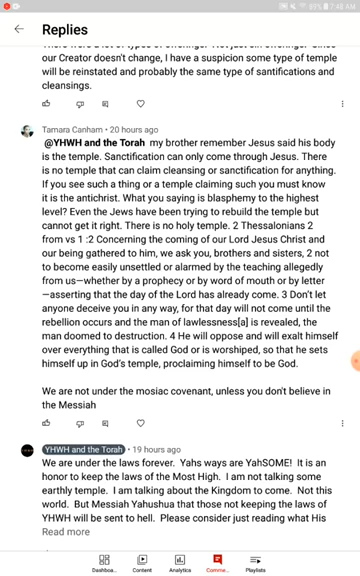 7:48 AM
Replies
our Creator doesn't change, I have a suspicion some type of temple
will be reinstated and probably the same type of santifications and
cleansings.
Tamara Canham • 20 hours ago
@YHWH and the Torah my brother remember Jesus said his body
is the temple. Sanctification can only come through Jesus. There
is no temple that can claim cleansing or sanctification for anything.
If you see such a thing or a temple claiming such you must know
it is the antichrist. What you saying is blasphemy to the highest
level? Even the Jews have been trying to rebuild the temple but
cannot get it right. There is no holy temple. 2 Thessalonians 2
from vs 1 :2 Concerning the coming of our Lord Jesus Christ and
our being gathered to him, we ask you, brothers and sisters, 2 not
to become easily unsettled or alarmed by the teaching allegedly
from us—whether by a prophecy or by word of mouth or by letter
—asserting that the day of the Lord has already come. 3 Don't let
anyone deceive you in any way, for that day will not come until the
rebellion occurs and the man of lawlessness[a] is revealed, the
man doomed to destruction. 4 He will oppose and will exalt himself
over everything that is called God or is worshiped, so that he sets
himself up in God's temple, proclaiming himself to be God.
We are not under the mosiac covenant, unless you don't believe in
the Messiah
YHWH and the Torah • 19 hours ago
We are under the laws forever. Yahs ways are YahSOME! It is an
honor to keep the laws of the Most High. I am not talking some
earthly temple. I am talking about the Kingdom to come. Not this
world. But Messiah Yahushua that those not keeping the laws of
YHWH will be sent to hell. Please consider just reading what His
Read more
Dashboa...
Content
Analytics
Comme...
Playlists